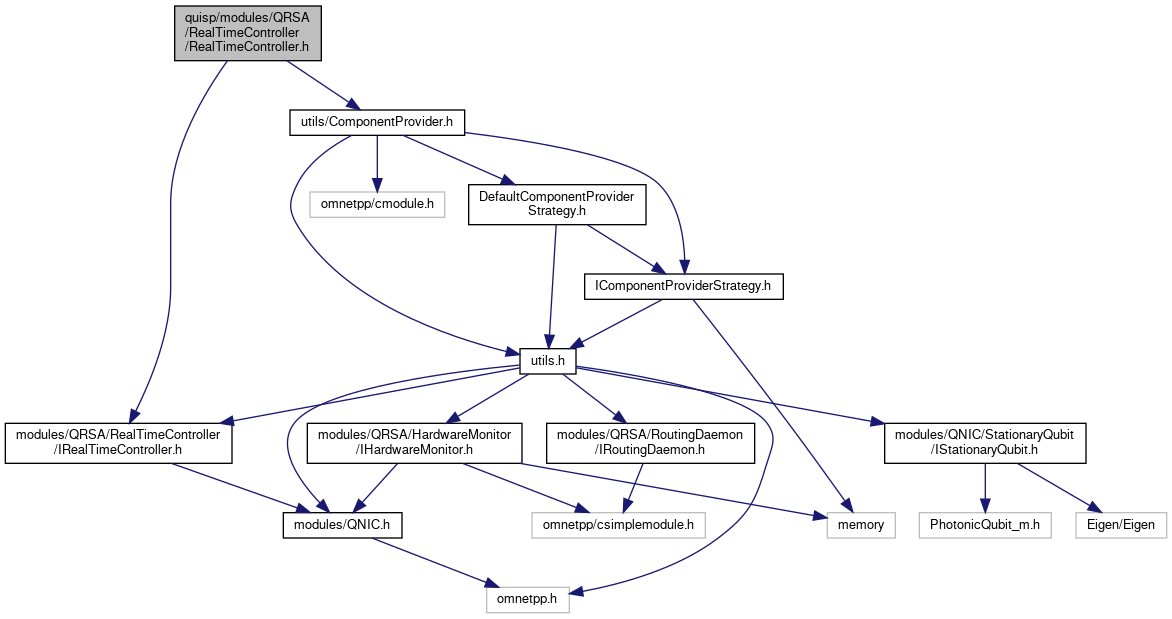 quisp/modules/QRSA
/RealTimeController
/RealTimeController.h
utils/ComponentProvider.h
omnetpp/cmodule.h
DefaultComponentProvider
Strategy.h
IComponentProviderStrategy.h
utils.h
modules/QRSA/RealTimeController
/IRealTimeController.h
modules/QRSA/HardwareMonitor
/IHardwareMonitor.h
modules/QRSA/RoutingDaemon
/IRoutingDaemon.h
modules/QNIC/StationaryQubit
/IStationaryQubit.h
modules/QNIC.h
omnetpp/csimplemodule.h
memory
PhotonicQubit_m.h
Eigen/Eigen
omnetpp.h